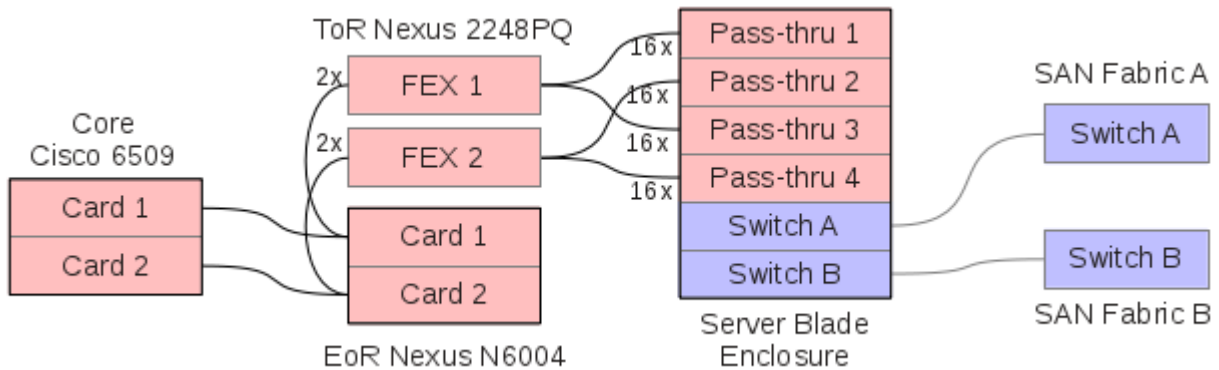 Core
Cisco 6509
Card 1
Card 2
ToR Nexus 2248PQ
2x
FEX 1
2x
FEX 2
Card 1
Card 2
EoR Nexus N6004
16x
Pass-thru 1
16x
Pass-thru 2
16x
Pass-thru 3
16x
Pass-thru 4
Switch A
Switch B
Server Blade
Enclosure
SAN Fabric A
Switch A
Switch B
SAN Fabric B